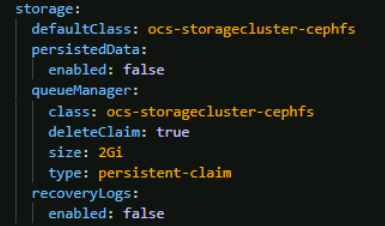 storage:
  defaultClass: ocs-storagecluster-cephfs
  persistedData:
    enabled: false
  queueManager:
    class: ocs-storagecluster-cephfs
    deleteClaim: true
    size: 2Gi
    type: persistent-claim
  recoveryLogs:
    enabled: false